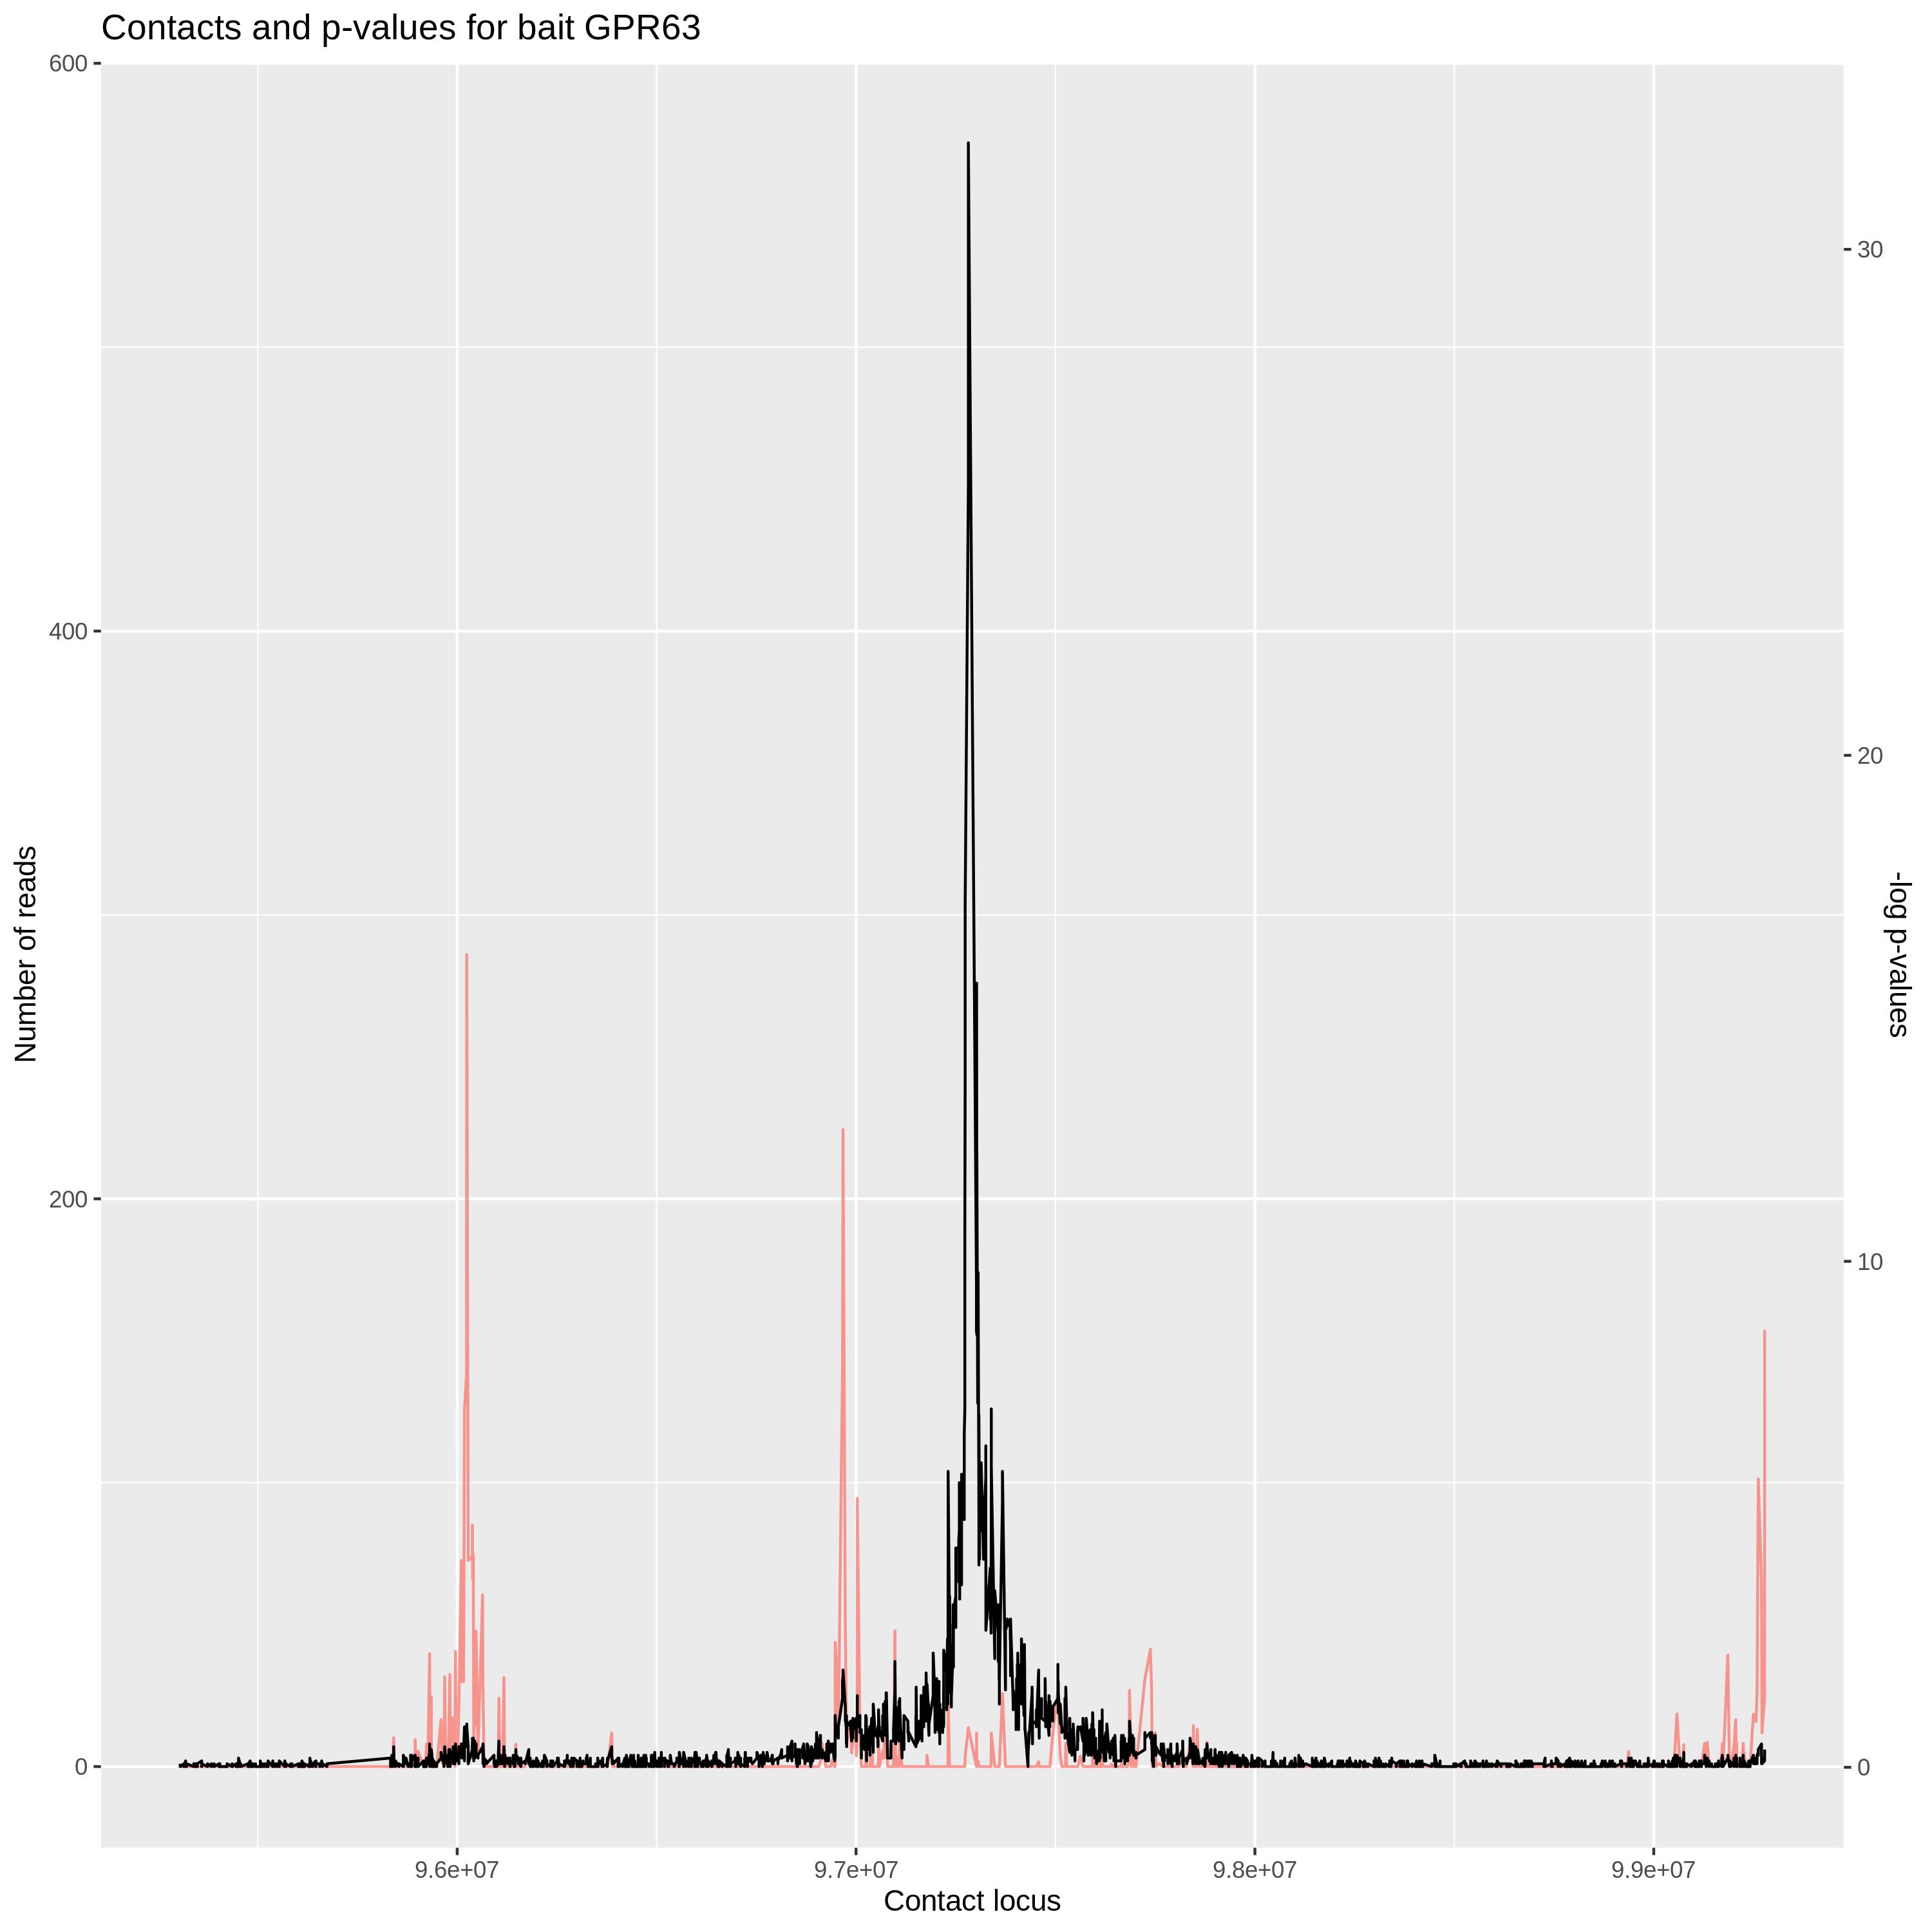 Contacts and p-values for bait GPR63
600
400
200
0
30
20
10
0
Number of reads
-log p-values
9.6e+07
9.7e+07
9.8e+07
9.9e+07
Contact locus